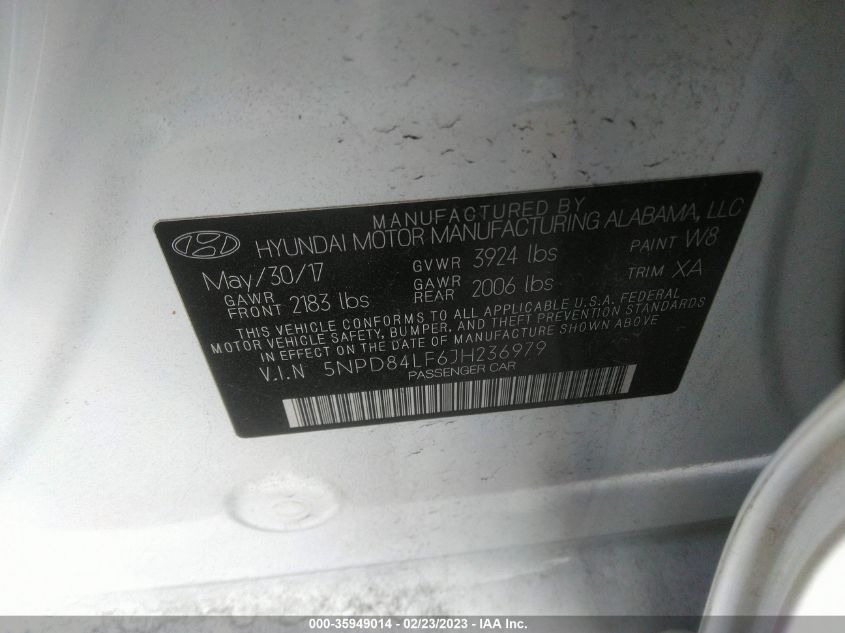 MANUFACTURED BY
HYUNDAI MOTOR MANUFACTURING ALABAMA, LLC
May/30/17 GVWR 3924 lbs PAINT W8
GAWR FRONT 2183 lbs GAWR REAR 2006 lbs TRIM XA
THIS VEHICLE CONFORMS TO ALL APPLICABLE U.S.A. FEDERAL
MOTOR VEHICLE SAFETY, BUMPER, AND THEFT PREVENTION STANDARDS
IN EFFECT ON THE DATE OF MANUFACTURE SHOWN ABOVE
V.I.N 5NPD84LF6JH236979
PASSENGER CAR
000-35949014 - 02/23/2023 - IAA Inc.